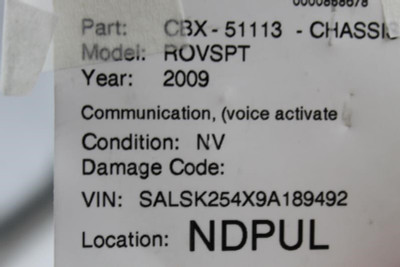 0000868678
Part: CBX - 51113 - CHASSIS
Model: ROVSPT
Year: 2009
Communication, (voice activate
Condition: NV
Damage Code:
VIN: SALSK254X9A189492
Location: NDPUL